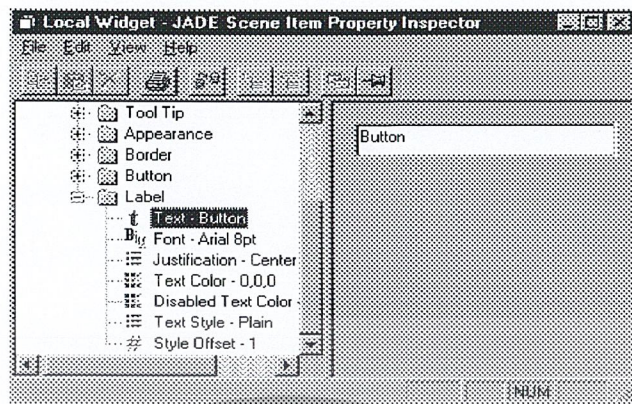 Local Widget - JADE Scene Item Property Inspector
File Edit View Help
Tool Tip
Appearance
Border
Button
Label
Text - Button
Font - Arial 8pt
Justification - Center
Text Color - 0,0,0
Disabled Text Color -
Text Style - Plain
Style Offset - 1
Button
NUM